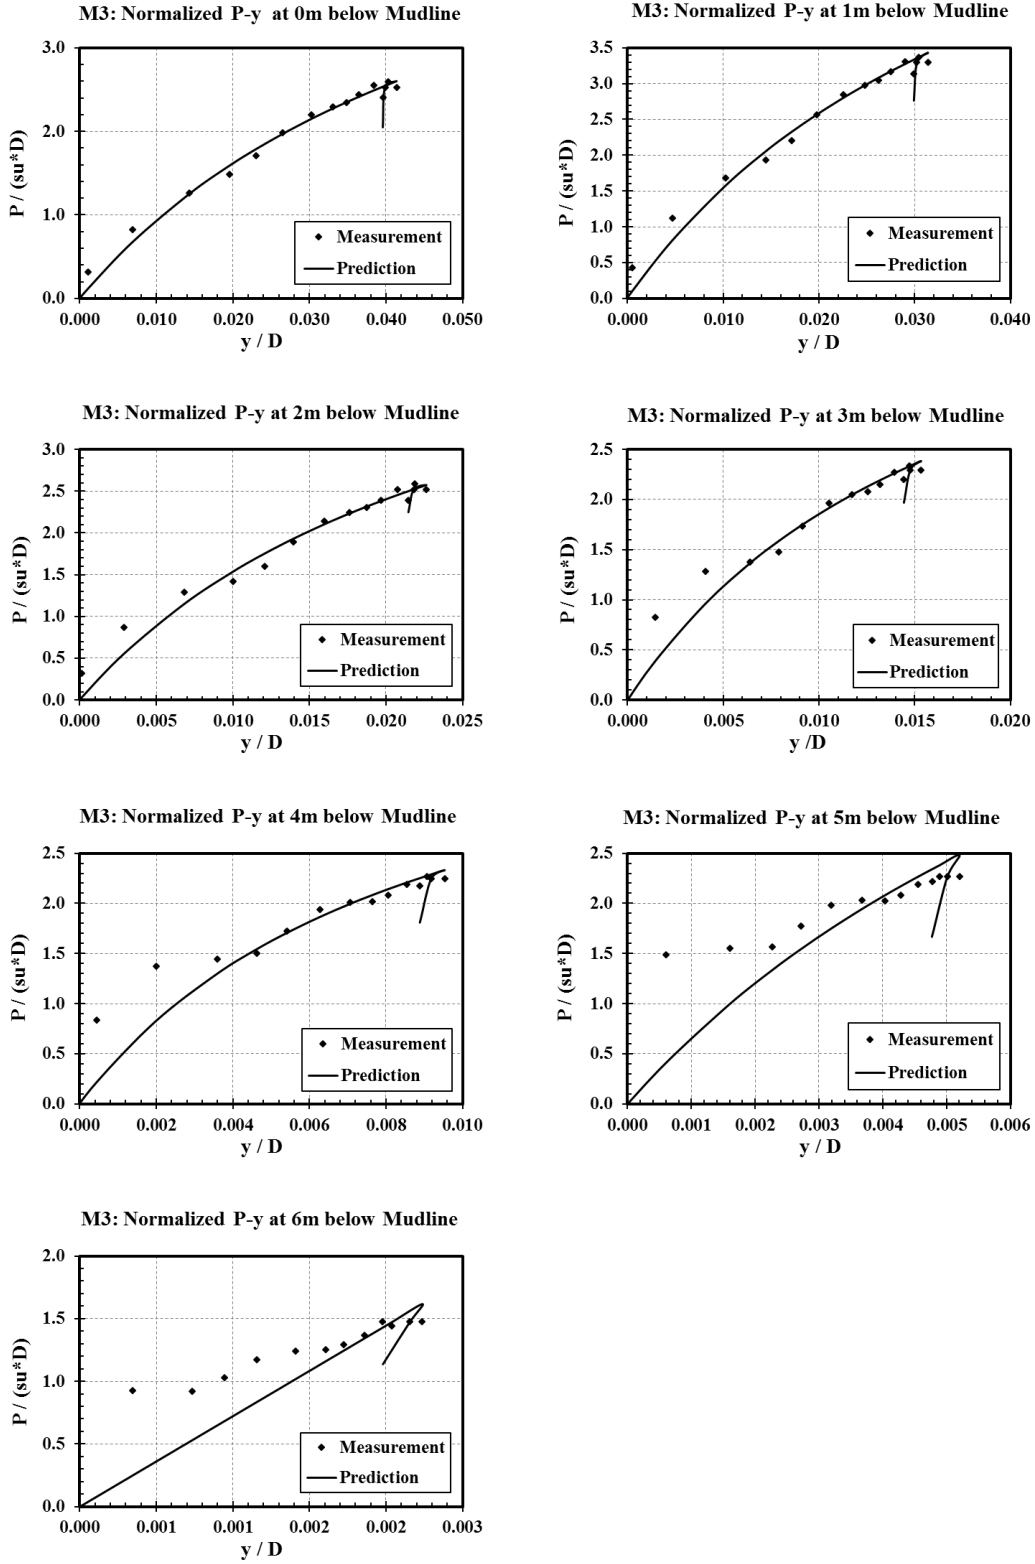 M3: Normalized P-y at 0m below Mudline
3.0
2.0
1.0
0.0
P / (su*D)
Measurement
Prediction
0.000 0.010 0.020 0.030 0.040 0.050
y / D
M3: Normalized P-y at 1m below Mudline
3.5
3.0
2.5
2.0
1.5
1.0
0.5
0.0
P / (su*D)
Measurement
Prediction
0.000 0.010 0.020 0.030 0.040
y / D
M3: Normalized P-y at 2m below Mudline
3.0
2.5
2.0
1.5
1.0
0.5
0.0
P / (su*D)
Measurement
Prediction
0.000 0.005 0.010 0.015 0.020 0.025
y / D
M3: Normalized P-y at 3m below Mudline
2.5
2.0
1.5
1.0
0.5
0.0
P / (su*D)
Measurement
Prediction
0.000 0.005 0.010 0.015 0.020
y /D
M3: Normalized P-y at 4m below Mudline
2.5
2.0
1.5
1.0
0.5
0.0
P / (su*D)
Measurement
Prediction
0.000 0.002 0.004 0.006 0.008 0.010
y / D
M3: Normalized P-y at 5m below Mudline
2.5
2.0
1.5
1.0
0.5
0.0
P / (su*D)
Measurement
Prediction
0.000 0.001 0.002 0.003 0.004 0.005 0.006
y / D
M3: Normalized P-y at 6m below Mudline
2.0
1.5
1.0
0.5
0.0
P / (su*D)
Measurement
Prediction
0.000 0.001 0.001 0.002 0.002 0.003
y / D